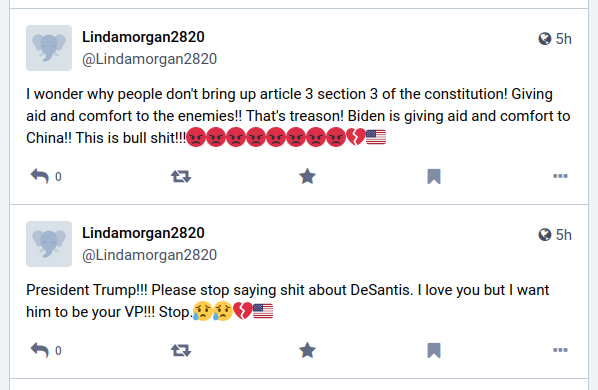 Lindamorgan2820
5h
@Lindamorgan2820
I wonder why people don't bring up article 3 section 3 of the constitution! Giving
aid and comfort to the enemies!! That's treason! Biden is giving aid and comfort to
China!! This is bull shit!!!😡😡😡😡😡😡😡😡💔🇺🇸
0
Lindamorgan2820
5h
@Lindamorgan2820
President Trump!!! Please stop saying shit about DeSantis. I love you but I want
him to be your VP!!! Stop.😥😥💔🇺🇸
0